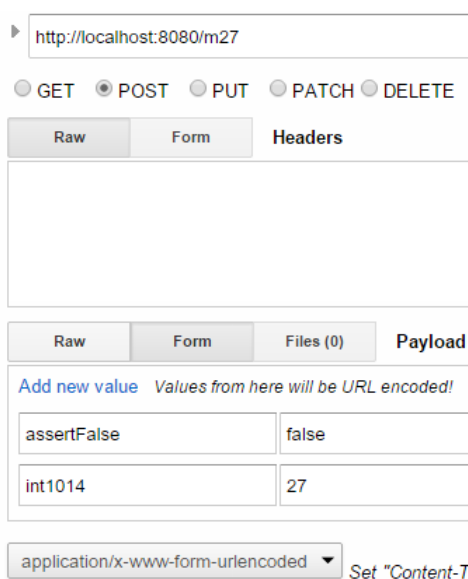 http://localhost:8080/m27
GET POST PUT PATCH DELETE
Raw Form Headers
Raw Form Files (0) Payload
Add new value Values from here will be URL encoded!
assertFalse false
int1014 27
application/x-www-form-urlencoded Set "Content-T